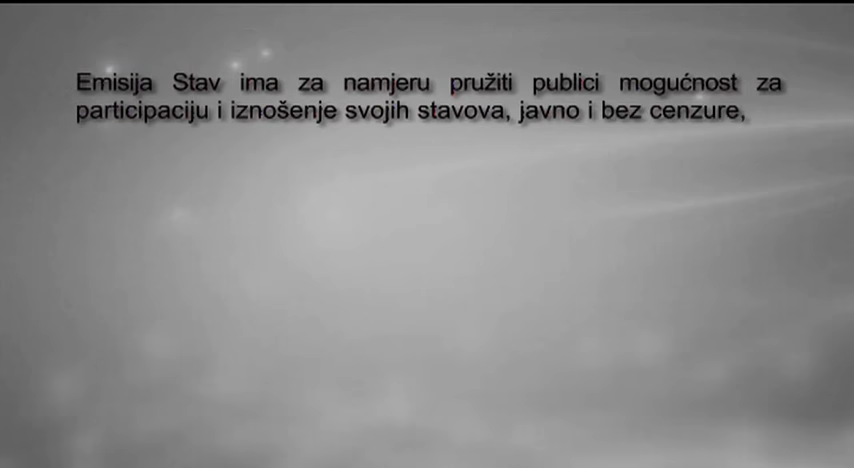 Emisija Stav ima za namjeru pružiti publici mogućnost za
participaciju i iznošenje svojih stavova, javno i bez cenzure,